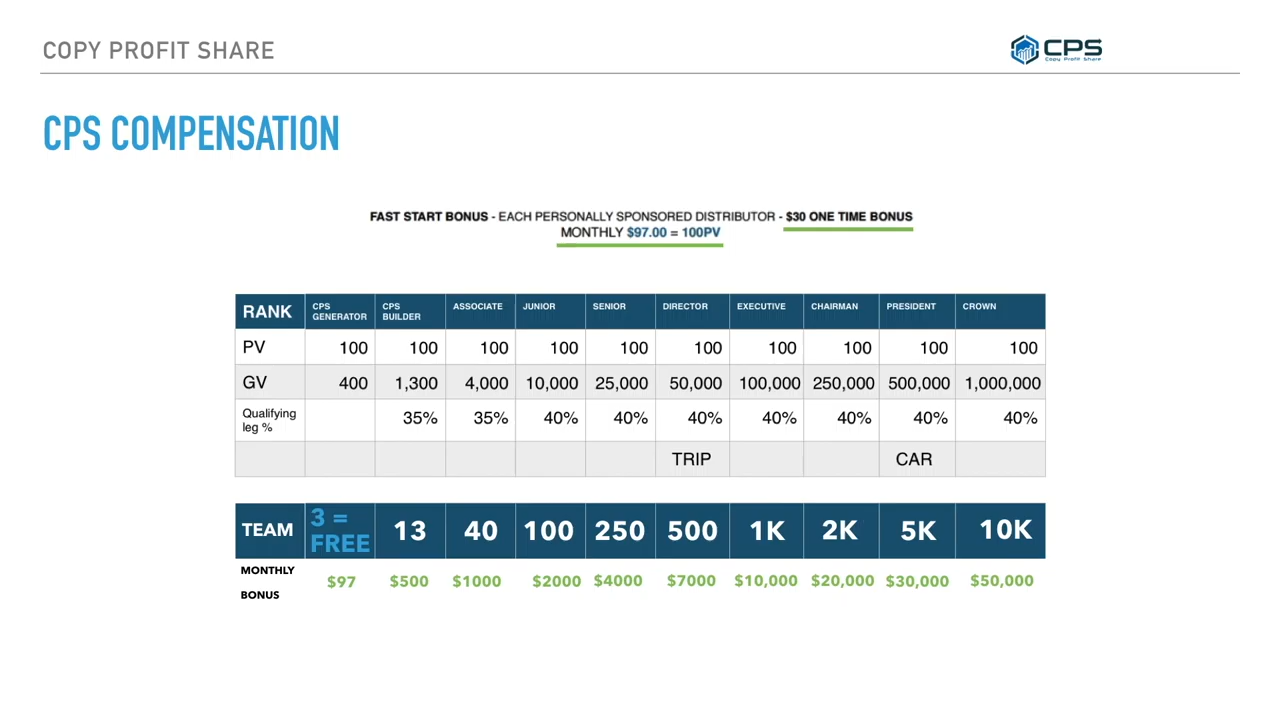 COPY PROFIT SHARE
CPS
Copy Profit Share
CPS COMPENSATION
FAST START BONUS - EACH PERSONALLY SPONSORED DISTRIBUTOR - $30 ONE TIME BONUS
MONTHLY $97.00 = 100PV
RANK CPS GENERATOR CPS BUILDER ASSOCIATE JUNIOR SENIOR DIRECTOR EXECUTIVE CHAIRMAN PRESIDENT CROWN
PV 100 100 100 100 100 100 100 100 100 100
GV 400 1,300 4,000 10,000 25,000 50,000 100,000 250,000 500,000 1,000,000
Qualifying leg % 35% 35% 40% 40% 40% 40% 40% 40% 40%
TRIP CAR
TEAM 3 = FREE 13 40 100 250 500 1K 2K 5K 10K
MONTHLY BONUS $97 $500 $1000 $2000 $4000 $7000 $10,000 $20,000 $30,000 $50,000